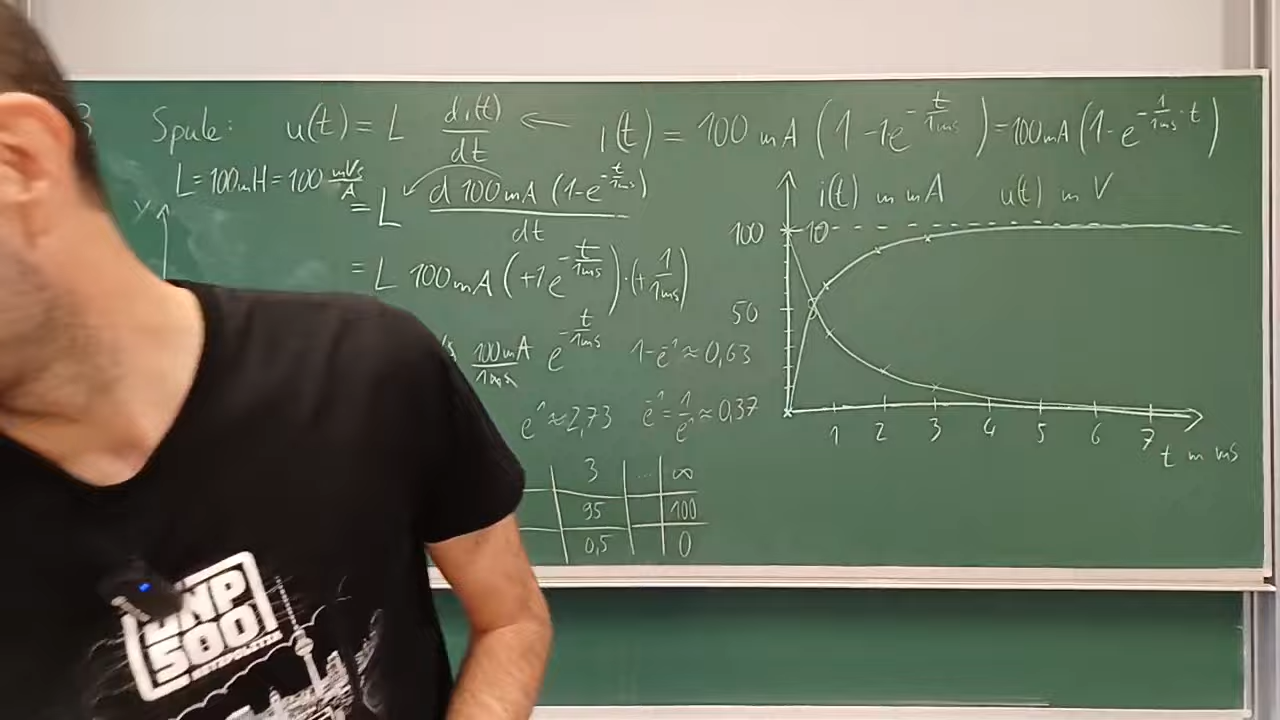 3 Spule: u(t) = L di(t)/dt ← i(t) = 100 mA (1 - 1e^(-t/1ms)) = 100mA (1 - e^(-1/1ms · t))
L = 100mH = 100 mVs/A
= L d 100mA (1-e^(-t/1ms))/dt
y
= L 100mA (+1e^(-t/1ms)) · (+1/1ms)
100mA/1ms e^(-t/1ms) 1-e^-1 ≈ 0,63
e^1 ≈ 2,73 e^-1 = 1/e^1 ≈ 0,37
3 ... ∞
95 100
0,5 0
i(t) in mA u(t) in V
100 10
50
1 2 3 4 5 6 7
t in ms
GNP
500